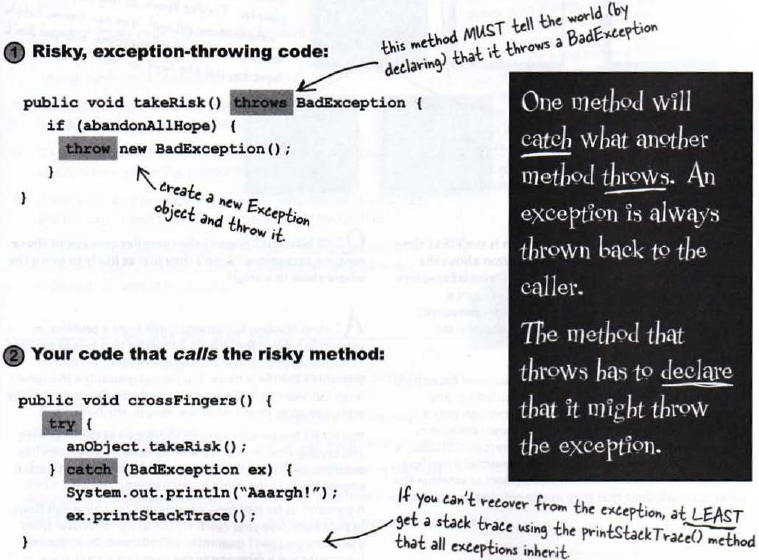 this method MUST tell the world (by
declaring) that it throws a BadException
1 Risky, exception-throwing code:
public void takeRisk() throws BadException {
if (abandonAllHope) {
throw new BadException();
}
}
create a new Exception
object and throw it.
One method will
catch what another
method throws. An
exception is always
thrown back to the
caller.
The method that
throws has to declare
that it might throw
the exception.
2 Your code that calls the risky method:
public void crossFingers() {
try {
anObject.takeRisk();
} catch (BadException ex) {
System.out.println("Aaargh!");
ex.printStackTrace();
}
If you can't recover from the exception, at LEAST
get a stack trace using the printStackTrace() method
that all exceptions inherit.